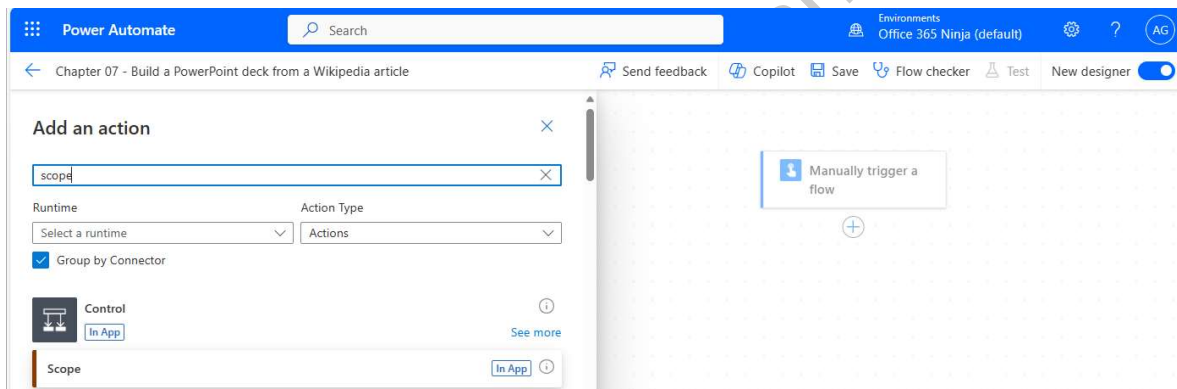 Power Automate
Search
Environments
Office 365 Ninja (default)
?
AG
Chapter 07 - Build a PowerPoint deck from a Wikipedia article
Send feedback
Copilot
Save
Flow checker
Test
New designer
Add an action
scope
Runtime
Action Type
Select a runtime
Actions
Group by Connector
Control
In App
See more
Scope
In App
Manually trigger a
flow